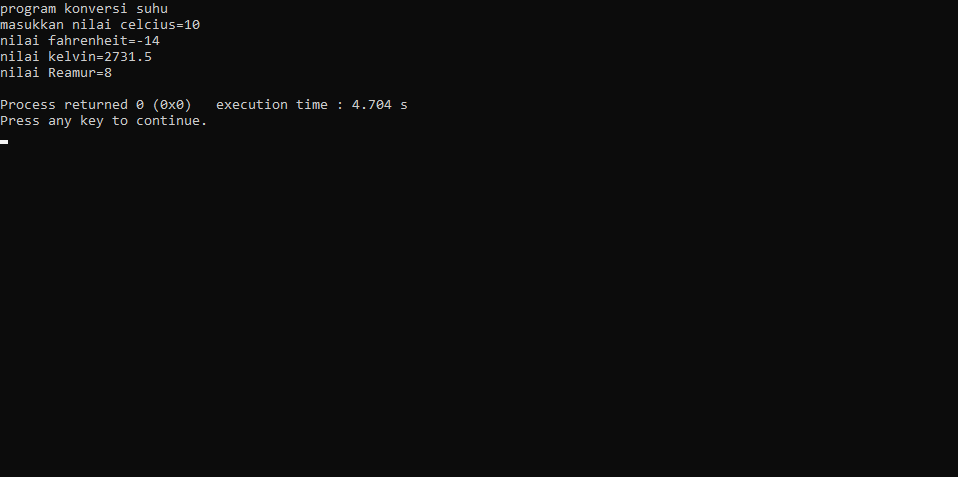 program konversi suhu
masukkan nilai celcius=10
nilai fahrenheit=-14
nilai kelvin=2731.5
nilai Reamur=8
Process returned 0 (0x0)   execution time : 4.704 s
Press any key to continue.